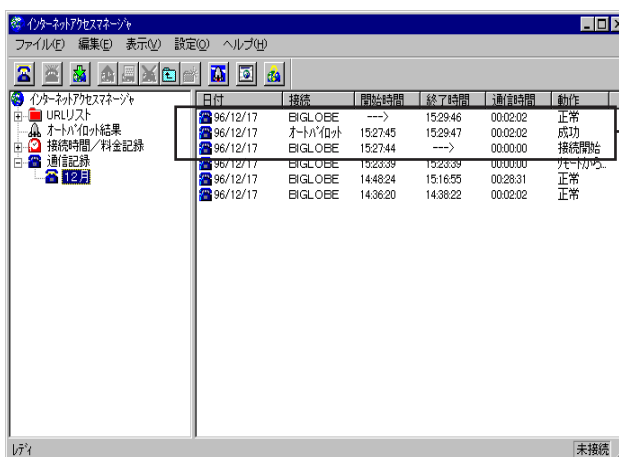 インターネットアクセスマネージャ
ファイル(F) 編集(E) 表示(V) 設定(O) ヘルプ(H)
インターネットアクセスマネージャ
URLリスト
オートパイロット結果
接続時間/料金記録
通信記録
12月
日付 接続 開始時間 終了時間 通信時間 動作
96/12/17 BIGLOBE ---> 15:29:46 00:02:02 正常
96/12/17 オートパイロット 15:27:45 15:29:47 00:02:02 成功
96/12/17 BIGLOBE 15:27:44 ---> 00:00:00 接続開始
96/12/17 BIGLOBE 15:23:39 15:23:39 00:00:00 リモートから...
96/12/17 BIGLOBE 14:48:24 15:16:55 00:28:31 正常
96/12/17 BIGLOBE 14:36:20 14:38:22 00:02:02 正常
レディ 未接続